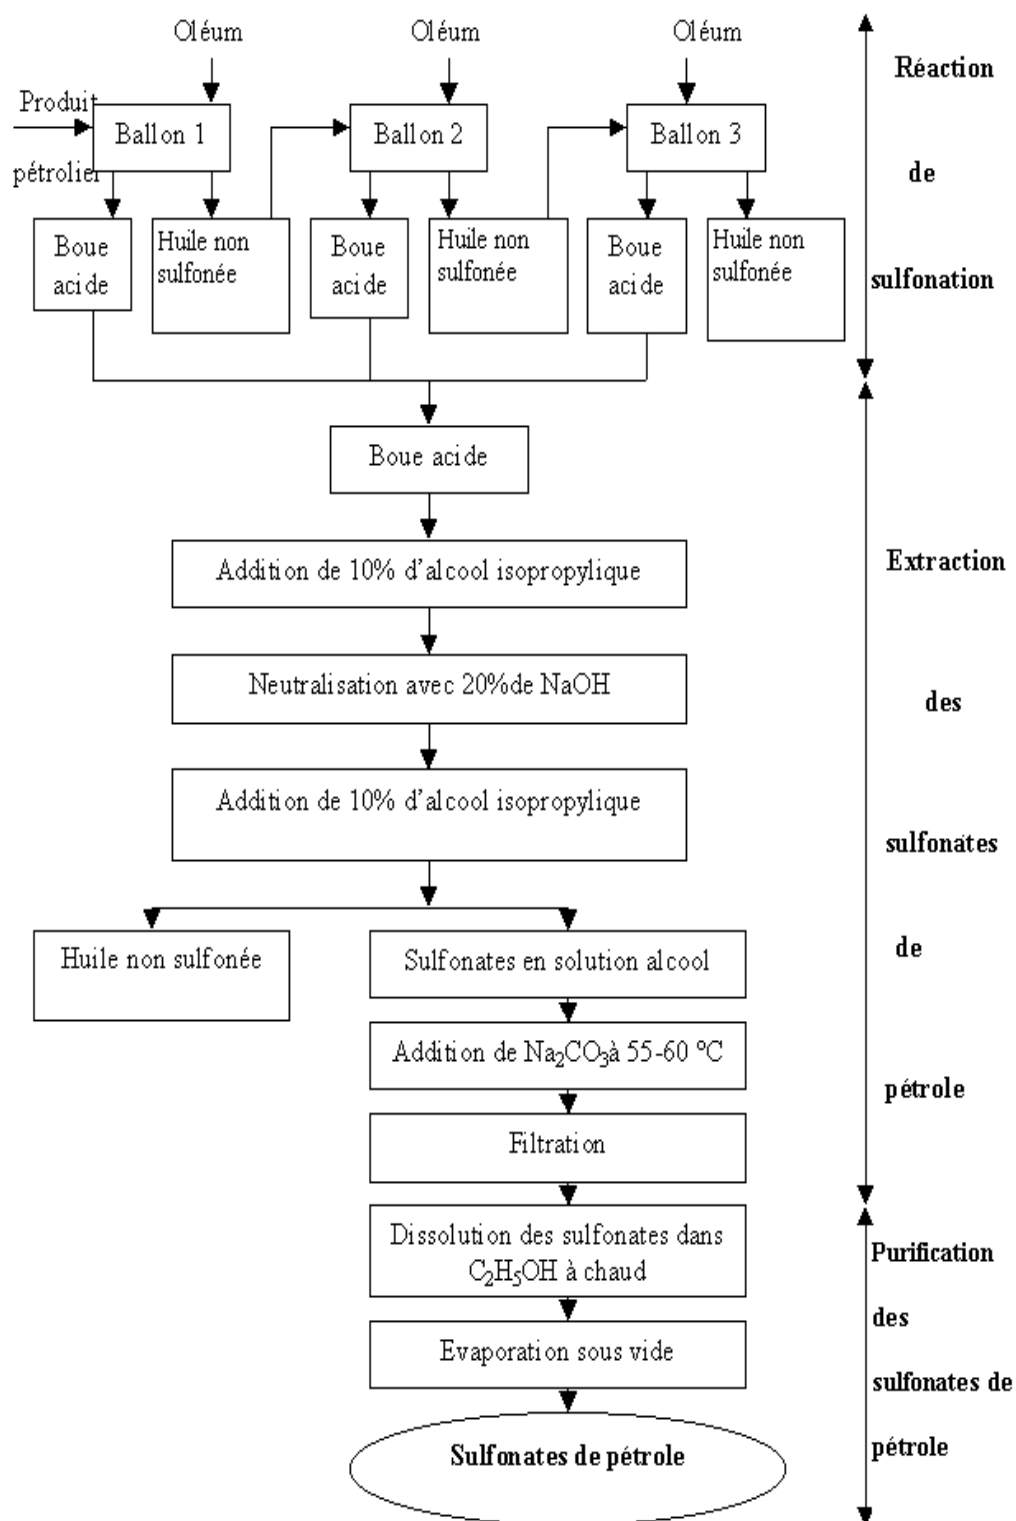 Oléum
Oléum
Oléum
Produit
pétrolier
Ballon 1
Ballon 2
Ballon 3
Boue
acide
Huile non
sulfonée
Boue
acide
Huile non
sulfonée
Boue
acide
Huile non
sulfonée
Réaction
de
sulfonation
Boue acide
Addition de 10% d'alcool isopropylique
Neutralisation avec 20%de NaOH
Addition de 10% d'alcool isopropylique
Huile non sulfonée
Sulfonates en solution alcool
Addition de Na₂CO₃à 55-60 °C
Filtration
Extraction
des
sulfonates
de
pétrole
Dissolution des sulfonates dans
C₂H₅OH à chaud
Evaporation sous vide
Sulfonates de pétrole
Purification
des
sulfonates de
pétrole